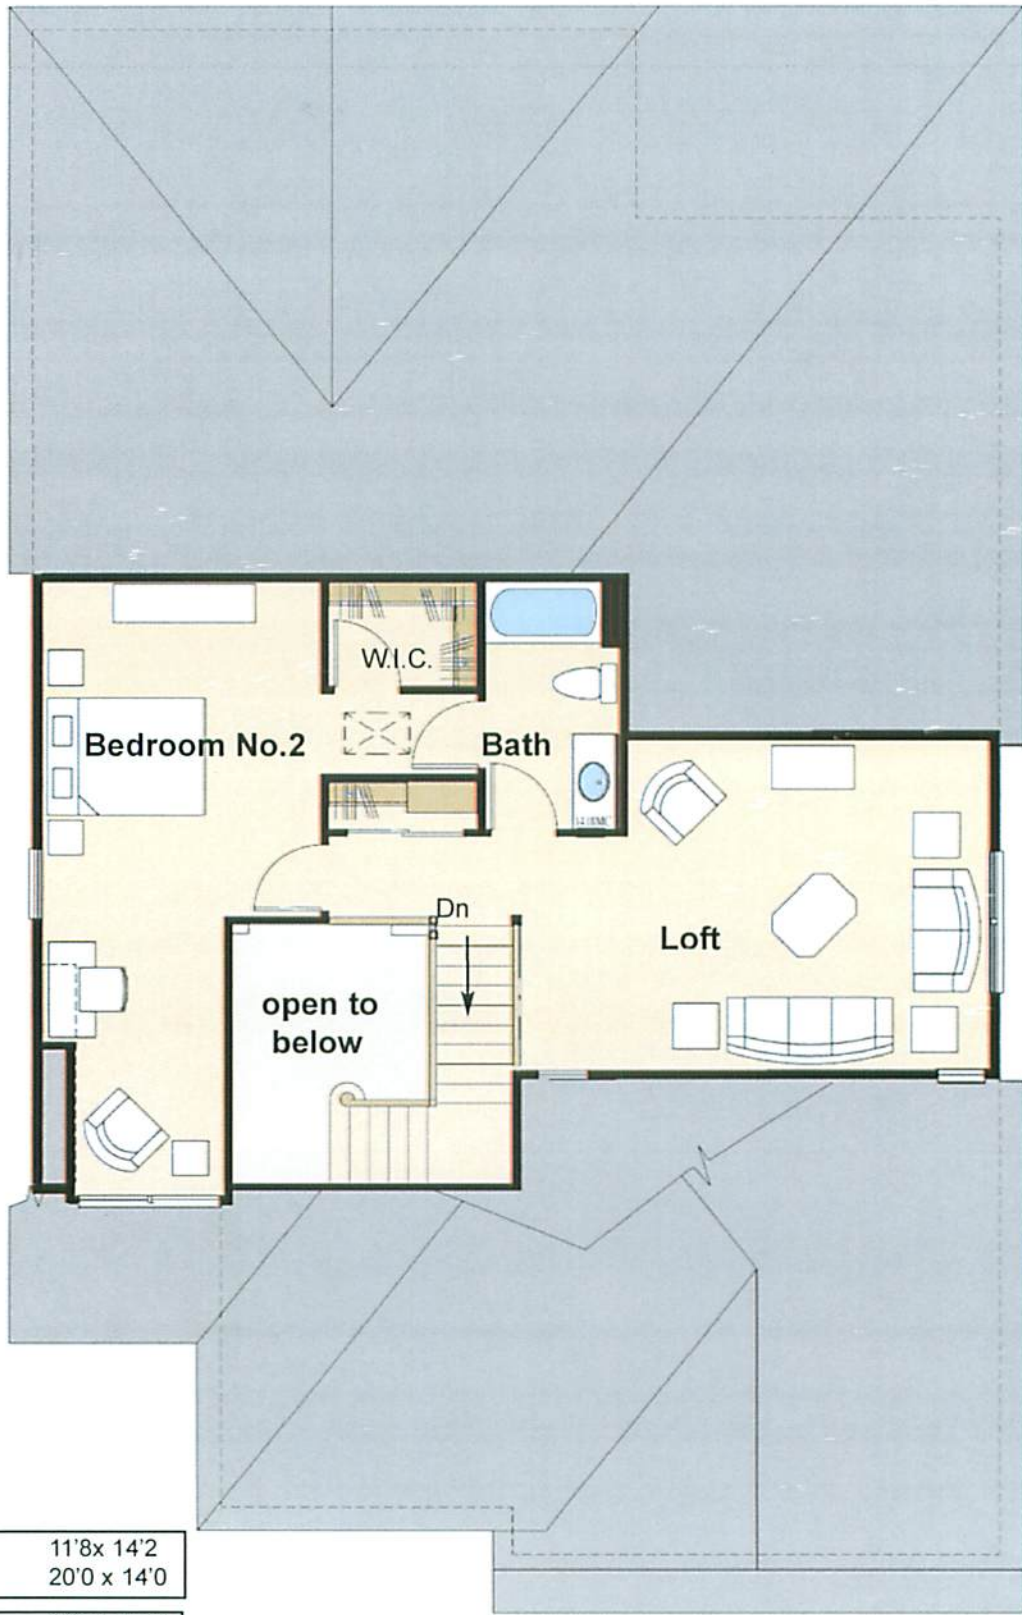 W.I.C.
Bedroom No.2
Bath
Dn
Loft
open to
below
11'8x 14'2
20'0 x 14'0